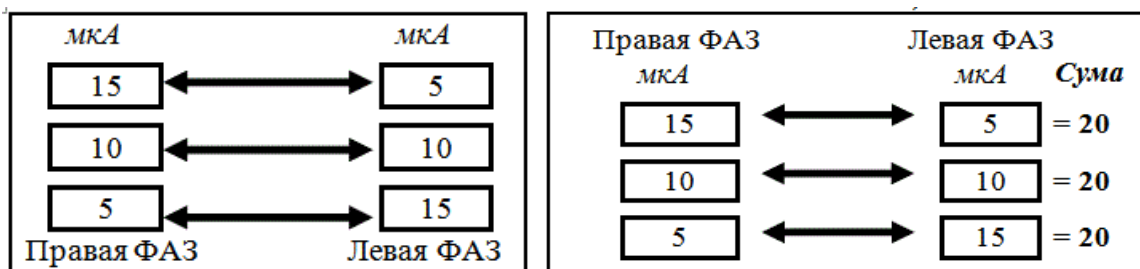 мкА мкА
15 5
10 10
5 15
Правая ФАЗ Левая ФАЗ
Правая ФАЗ Левая ФАЗ
мкА мкА Сума
15 5 = 20
10 10 = 20
5 15 = 20